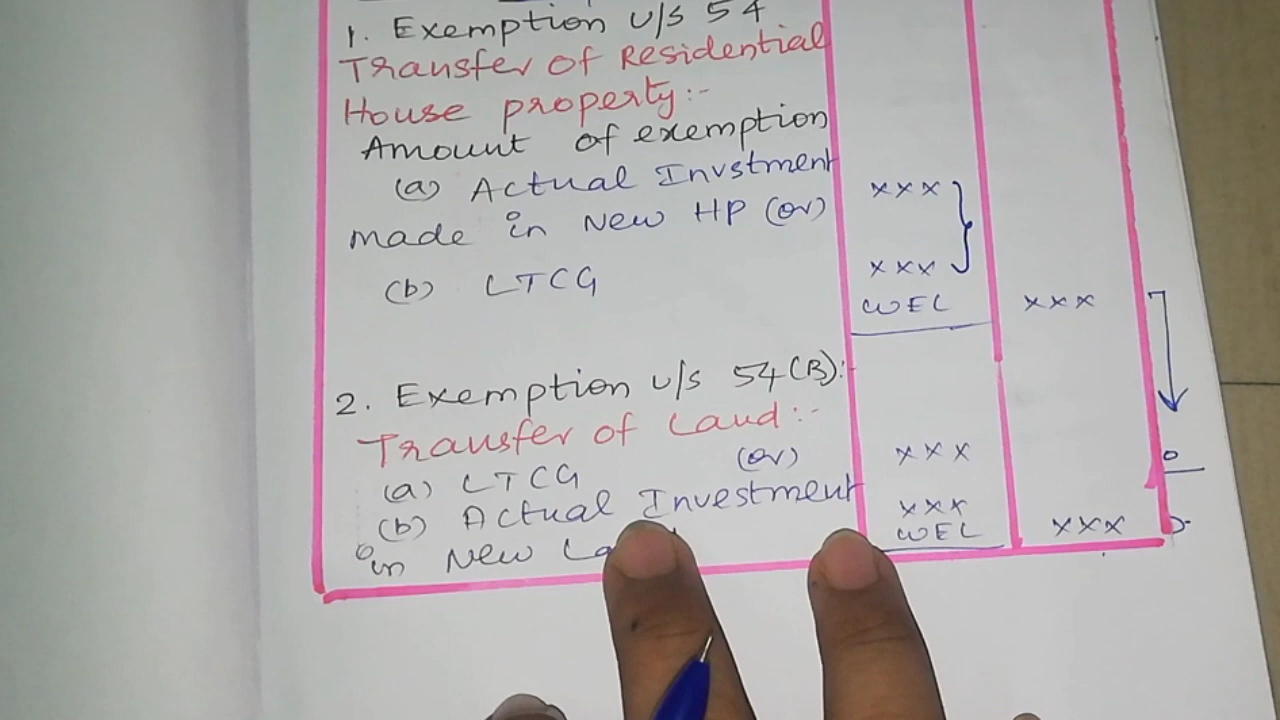 1. Exemption u/s 54
Transfer of Residential
House property:-
Amount of exemption
(a) Actual Invstment
made in New HP (or)
xxx
(b) LTCG
xxx
WEL
xxx
2. Exemption u/s 54(B):-
Transfer of Land:-
(a) LTCG (or)
xxx
(b) Actual Investment
xxx
in New
WEL
xxx